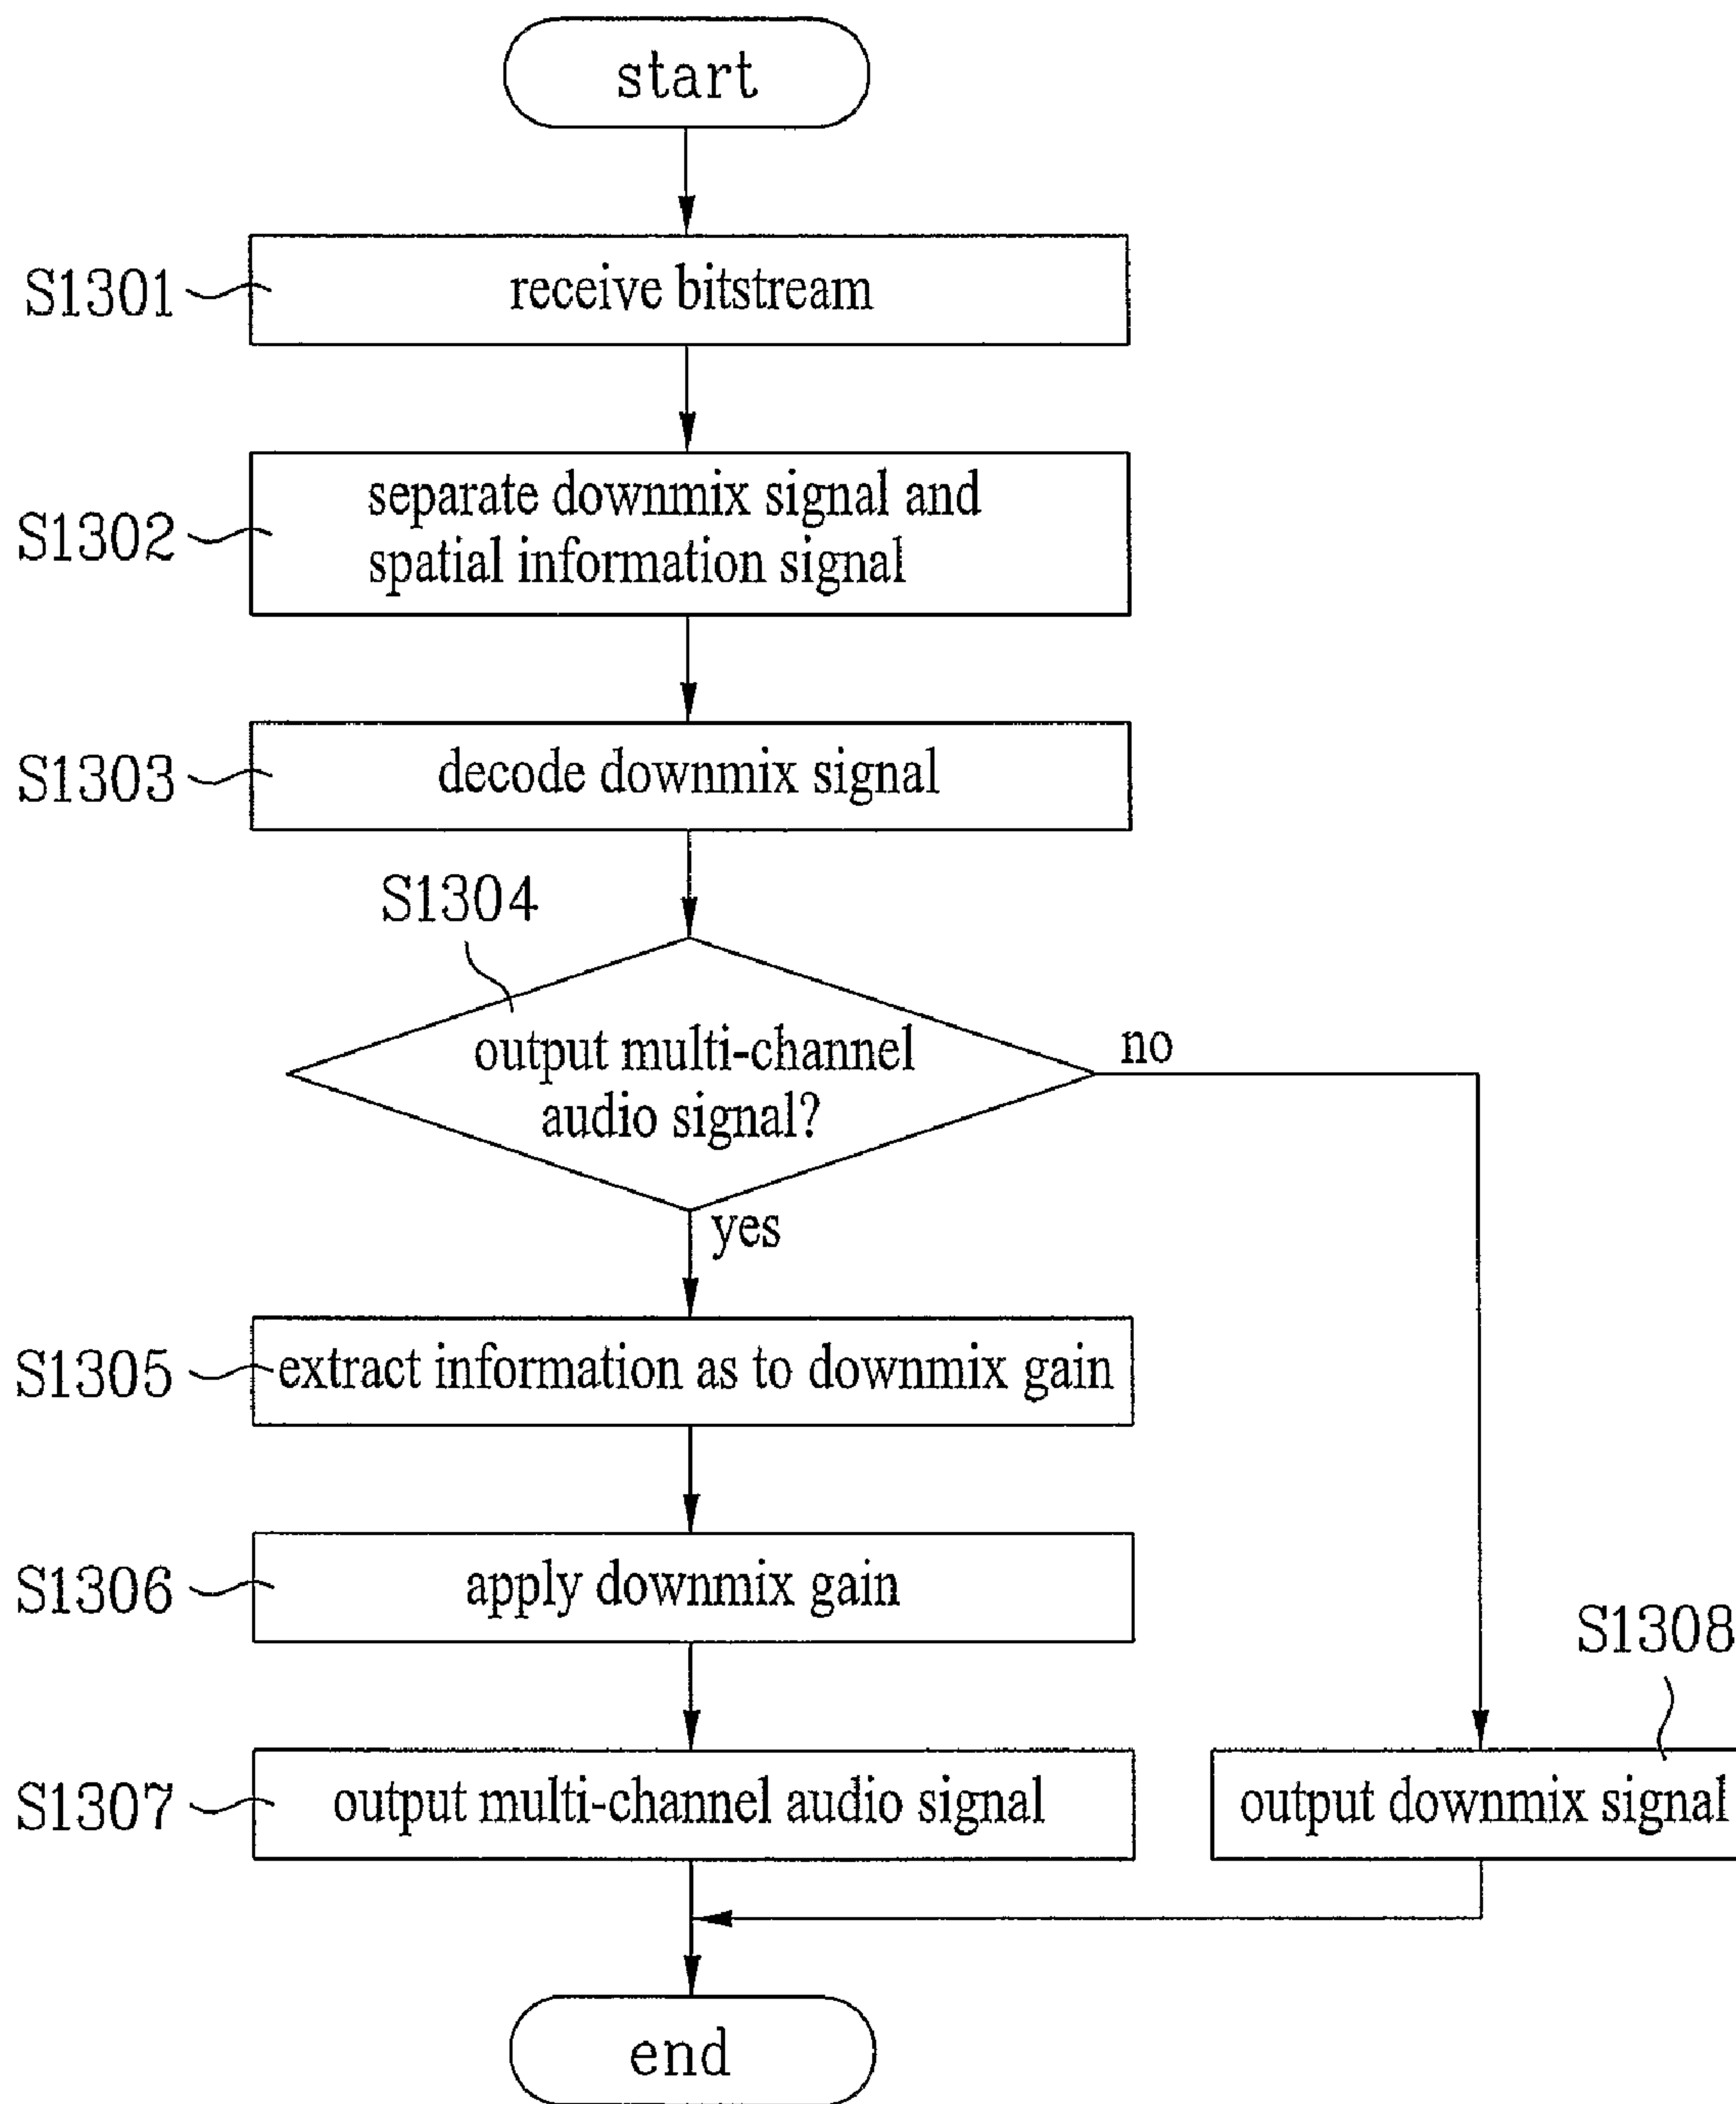 start
S1301
receive bitstream
S1302
separate downmix signal and
spatial information signal
S1303
decode downmix signal
S1304
output multi-channel
audio signal?
no
yes
S1305
extract information as to downmix gain
S1306
apply downmix gain
S1307
output multi-channel audio signal
S1308
output downmix signal
end